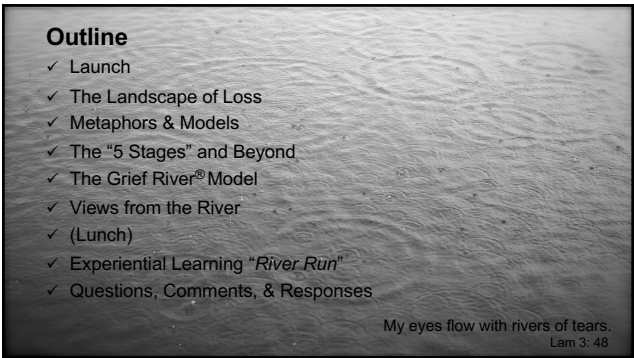 Outline
✓ Launch
✓ The Landscape of Loss
✓ Metaphors & Models
✓ The “5 Stages” and Beyond
✓ The Grief River® Model
✓ Views from the River
✓ (Lunch)
✓ Experiential Learning “River Run”
✓ Questions, Comments, & Responses
My eyes flow with rivers of tears.
Lam 3: 48